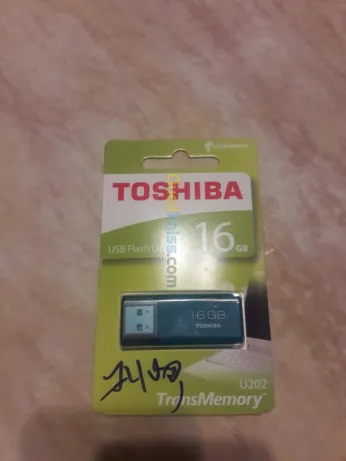 TOSHIBA
USB Flash
16 GB
16GB
TOSHIBA
U202
TransMemory